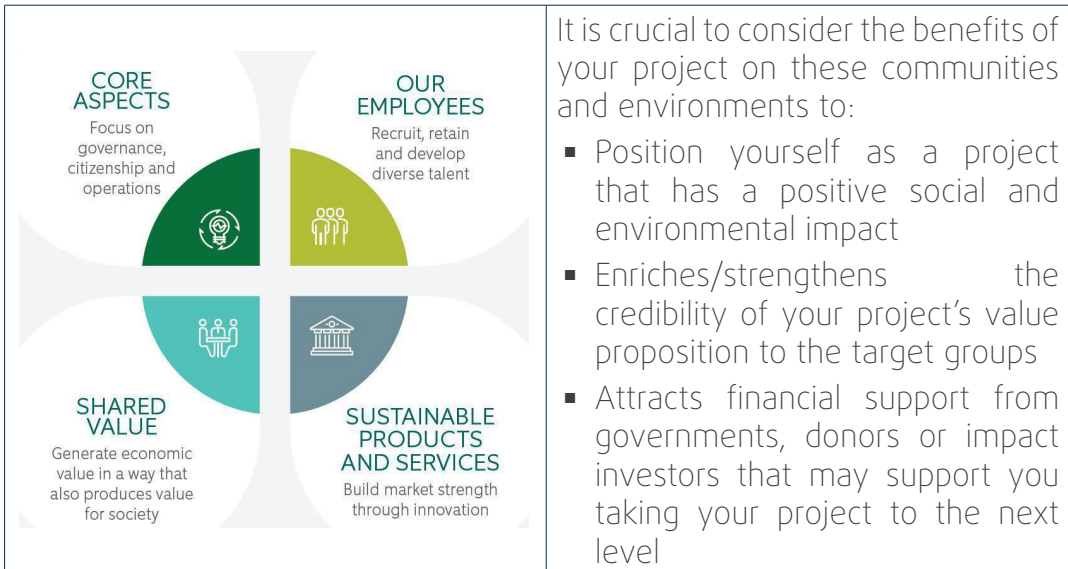 CORE
ASPECTS
Focus on
governance,
citizenship and
operations
OUR
EMPLOYEES
Recruit, retain
and develop
diverse talent
SHARED
VALUE
Generate economic
value in a way that
also produces value
for society
SUSTAINABLE
PRODUCTS
AND SERVICES
Build market strength
through innovation
It is crucial to consider the benefits of
your project on these communities
and environments to:
▪ Position yourself as a project
that has a positive social and
environmental impact
▪ Enriches/strengthens the
credibility of your project’s value
proposition to the target groups
▪ Attracts financial support from
governments, donors or impact
investors that may support you
taking your project to the next
level